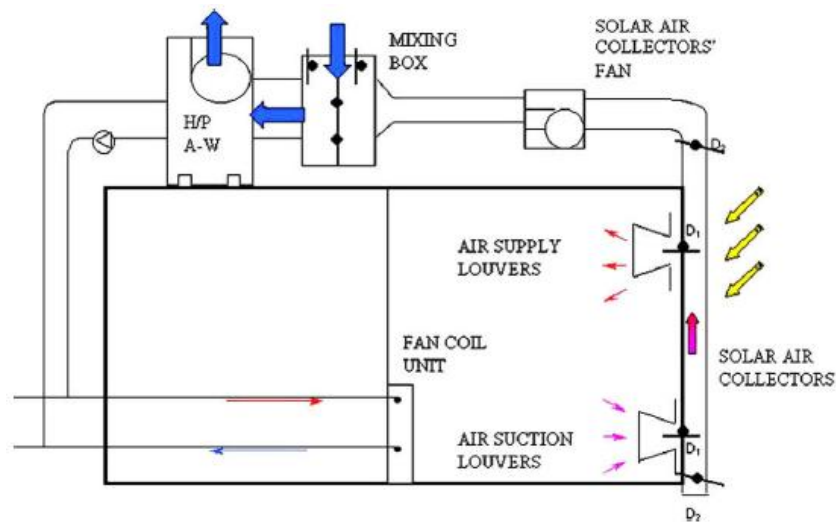 MIXING
BOX
SOLAR AIR
COLLECTORS'
FAN
H/P
A-W
D₂
AIR SUPPLY
LOUVERS
D₁
FAN COIL
UNIT
SOLAR AIR
COLLECTORS
AIR SUCTION
LOUVERS
D₁
D₂